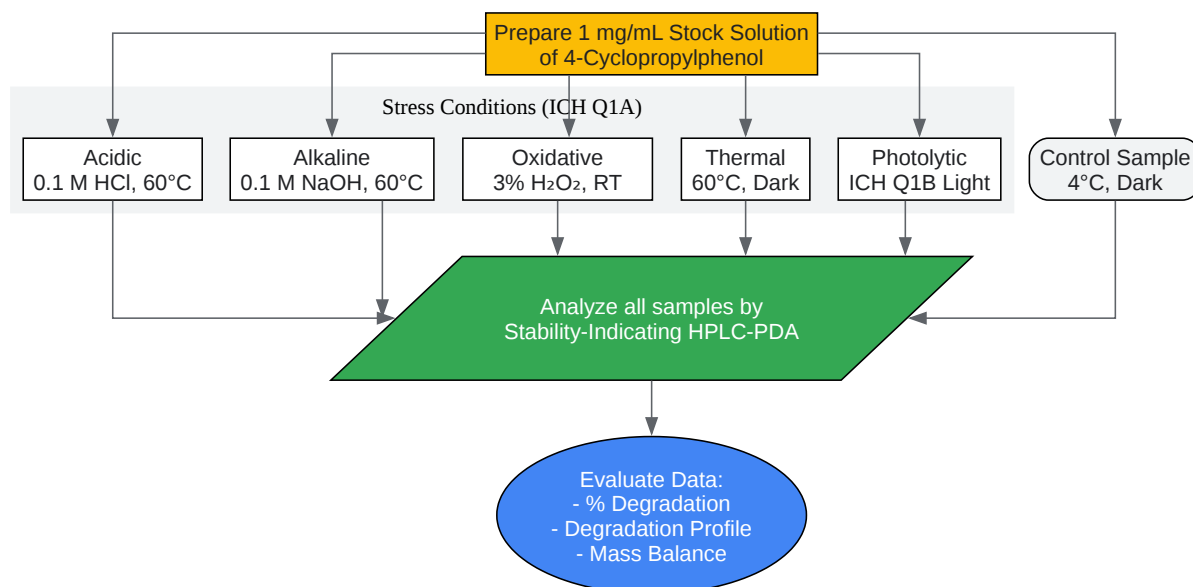 Prepare 1 mg/mL Stock Solution
of 4-Cyclopropylphenol
Stress Conditions (ICH Q1A)
Acidic
0.1 M HCl, 60°C
Alkaline
0.1 M NaOH, 60°C
Oxidative
3% H₂O₂, RT
Thermal
60°C, Dark
Photolytic
ICH Q1B Light
Control Sample
4°C, Dark
Analyze all samples by
Stability-Indicating HPLC-PDA
Evaluate Data:
- % Degradation
- Degradation Profile
- Mass Balance